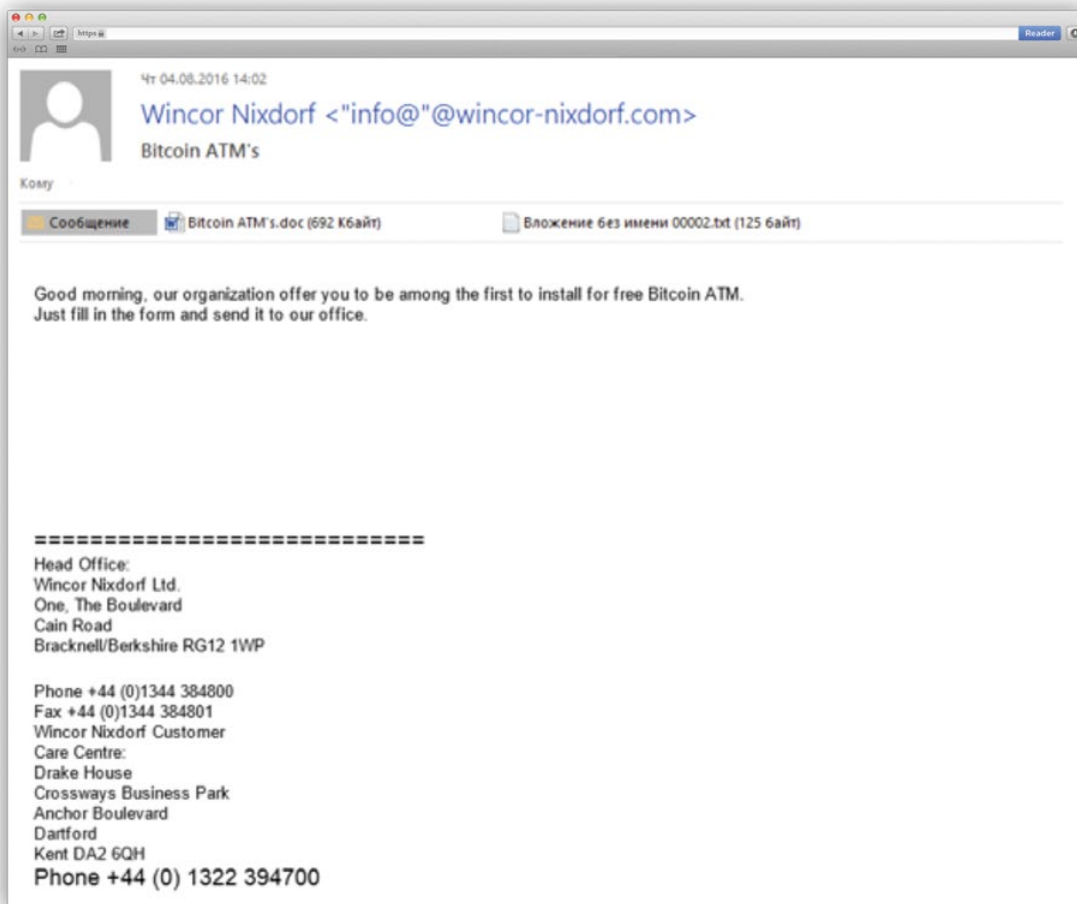 https
Reader
Чт 04.08.2016 14:02
Wincor Nixdorf <"info@"@wincor-nixdorf.com>
Bitcoin ATM's
Кому
Сообщение Bitcoin ATM's.doc (692 Кбайт) Вложение без имени 00002.txt (125 байт)
Good morning, our organization offer you to be among the first to install for free Bitcoin ATM.
Just fill in the form and send it to our office.
============================
Head Office:
Wincor Nixdorf Ltd.
One, The Boulevard
Cain Road
Bracknell/Berkshire RG12 1WP
Phone +44 (0)1344 384800
Fax +44 (0)1344 384801
Wincor Nixdorf Customer
Care Centre:
Drake House
Crossways Business Park
Anchor Boulevard
Dartford
Kent DA2 6QH
Phone +44 (0) 1322 394700